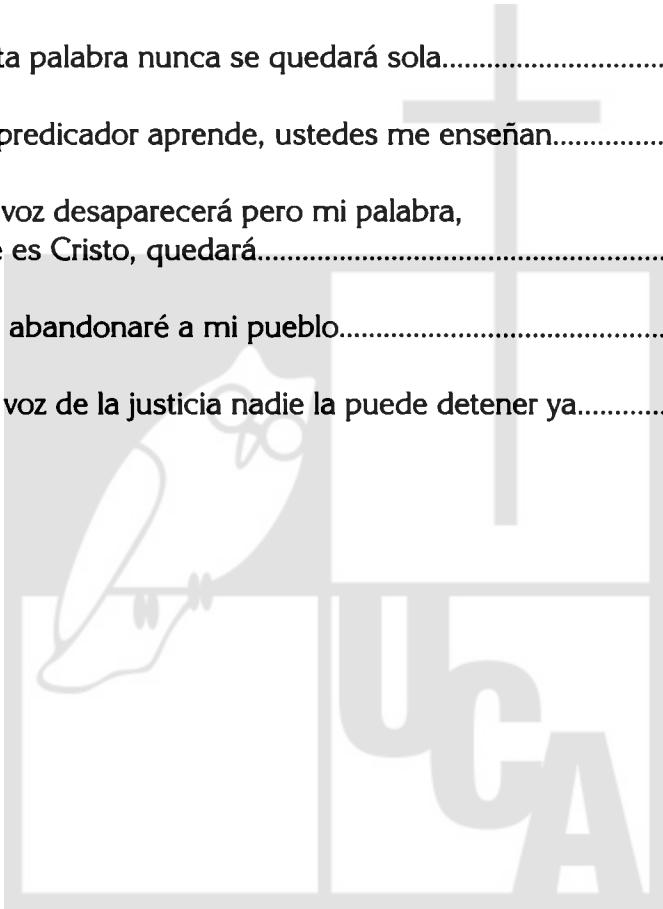 ta palabra nunca se quedará sola..............................
predicador aprende, ustedes me enseñan...............
voz desaparecerá pero mi palabra,
e es Cristo, quedará......................................................
abandonaré a mi pueblo...........................................
voz de la justicia nadie la puede detener ya............
UCA